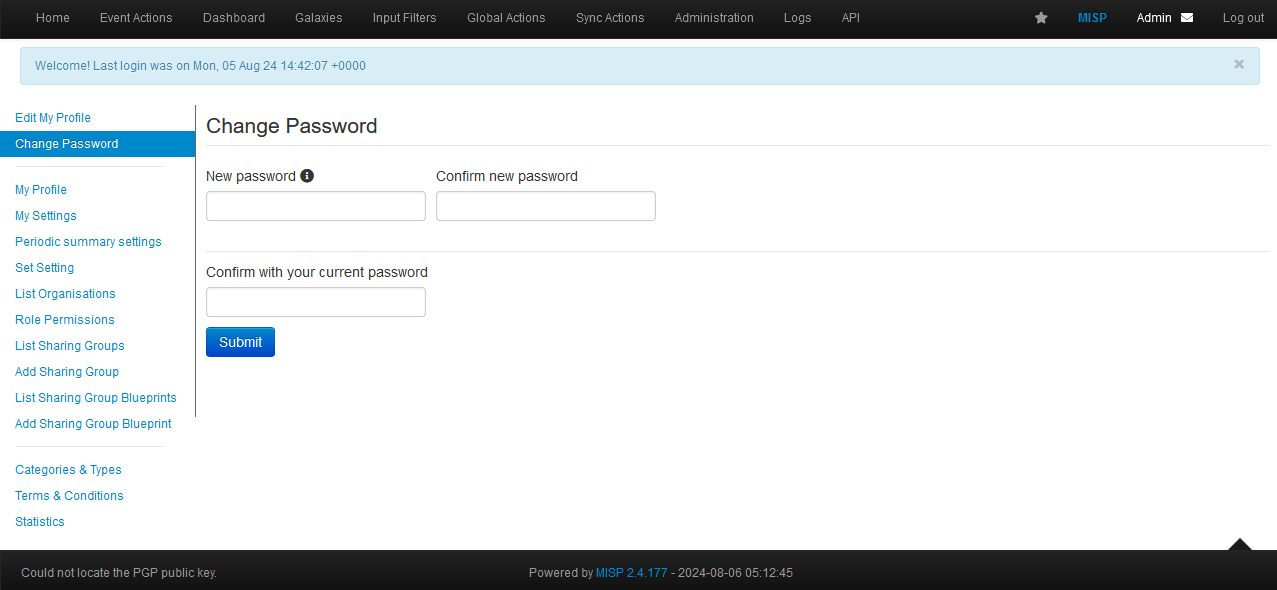 Home Event Actions Dashboard Galaxies Input Filters Global Actions Sync Actions Administration Logs API MISP Admin Log out
Welcome! Last login was on Mon, 05 Aug 24 14:42:07 +0000 ×
Edit My Profile
Change Password
My Profile
My Settings
Periodic summary settings
Set Setting
List Organisations
Role Permissions
List Sharing Groups
Add Sharing Group
List Sharing Group Blueprints
Add Sharing Group Blueprint
Categories & Types
Terms & Conditions
Statistics
Change Password
New password Confirm new password
Confirm with your current password
Submit
Could not locate the PGP public key. Powered by MISP 2.4.177 - 2024-08-06 05:12:45